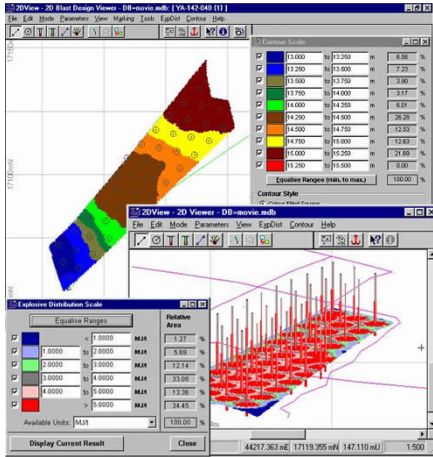 2DView - 2D Blast Design Viewer - DB=movie.mdb: [ YA-142-040 (1) ]
File Edit Mode Parameters View Marking Tools ExpDist Contour Help
Contour Scale
13.000 to 13.250 m 6.56 %
13.250 to 13.500 m 7.23 %
13.500 to 13.750 m 3.90 %
13.750 to 14.000 m 3.17 %
14.000 to 14.250 m 6.01 %
14.250 to 14.500 m 26.28 %
14.500 to 14.750 m 12.53 %
14.750 to 15.000 m 12.63 %
15.000 to 15.250 m 21.69 %
15.250 to 15.500 m 0.00 %
Equalise Ranges (min. to max.) 100.00 %
Contour Style
17100mN
2DView - 2D Viewer - DB=movie.mdb
File Edit Mode Parameters View ExpDist Contour Help
Explosive Distribution Scale
Equalise Ranges
Relative Area
< 1.0000 MJ/t 1.27 %
1.0000 to 2.0000 MJ/t 5.69 %
2.0000 to 3.0000 MJ/t 12.14 %
3.0000 to 4.0000 MJ/t 33.08 %
4.0000 to 5.0000 MJ/t 13.36 %
> 5.0000 MJ/t 34.45 %
Available Units: MJ/t 100.00 %
Display Current Result Close
44217.363 mE 17119.355 mN 147.110 mU 1:500